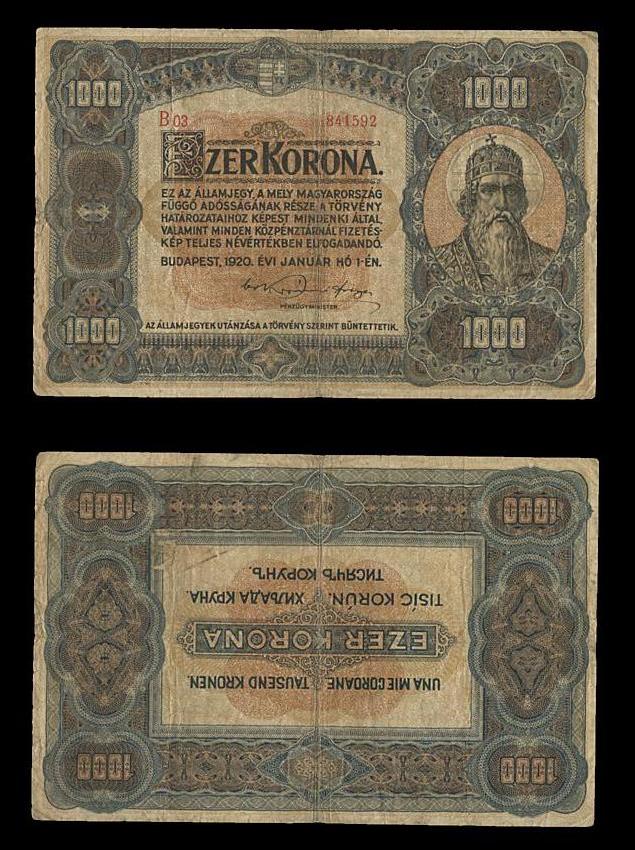 1000
1000
B 03
841592
EZER KORONA.
EZ AZ ÁLLAMJEGY, A MELY MAGYARORSZÁG
FÜGGŐ ADÓSSÁGÁNAK RÉSZE A TÖRVÉNY
HATÁROZATAIHOZ KÉPEST MINDENKI ÁLTAL,
VALAMINT MINDEN KÖZPÉNZTÁRNÁL FIZETÉS-
KÉP TELJES NÉVÉRTÉKBEN ELFOGADANDÓ.
BUDAPEST, 1920. ÉVI JANUÁR HÓ 1-ÉN.
PÉNZÜGYMINISTER.
1000
1000
AZ ÁLLAMJEGYEK UTÁNZÁSA A TÖRVÉNY SZERINT BÜNTETTETIK.
1000
1000
UNA MIE COROANE. TAUSEND KRONEN.
EZER KORONA
TISÍC KORÚN. ХИЉАДА КРУНА.
ТИСЯЧЪ КОРУНЪ.
1000
1000